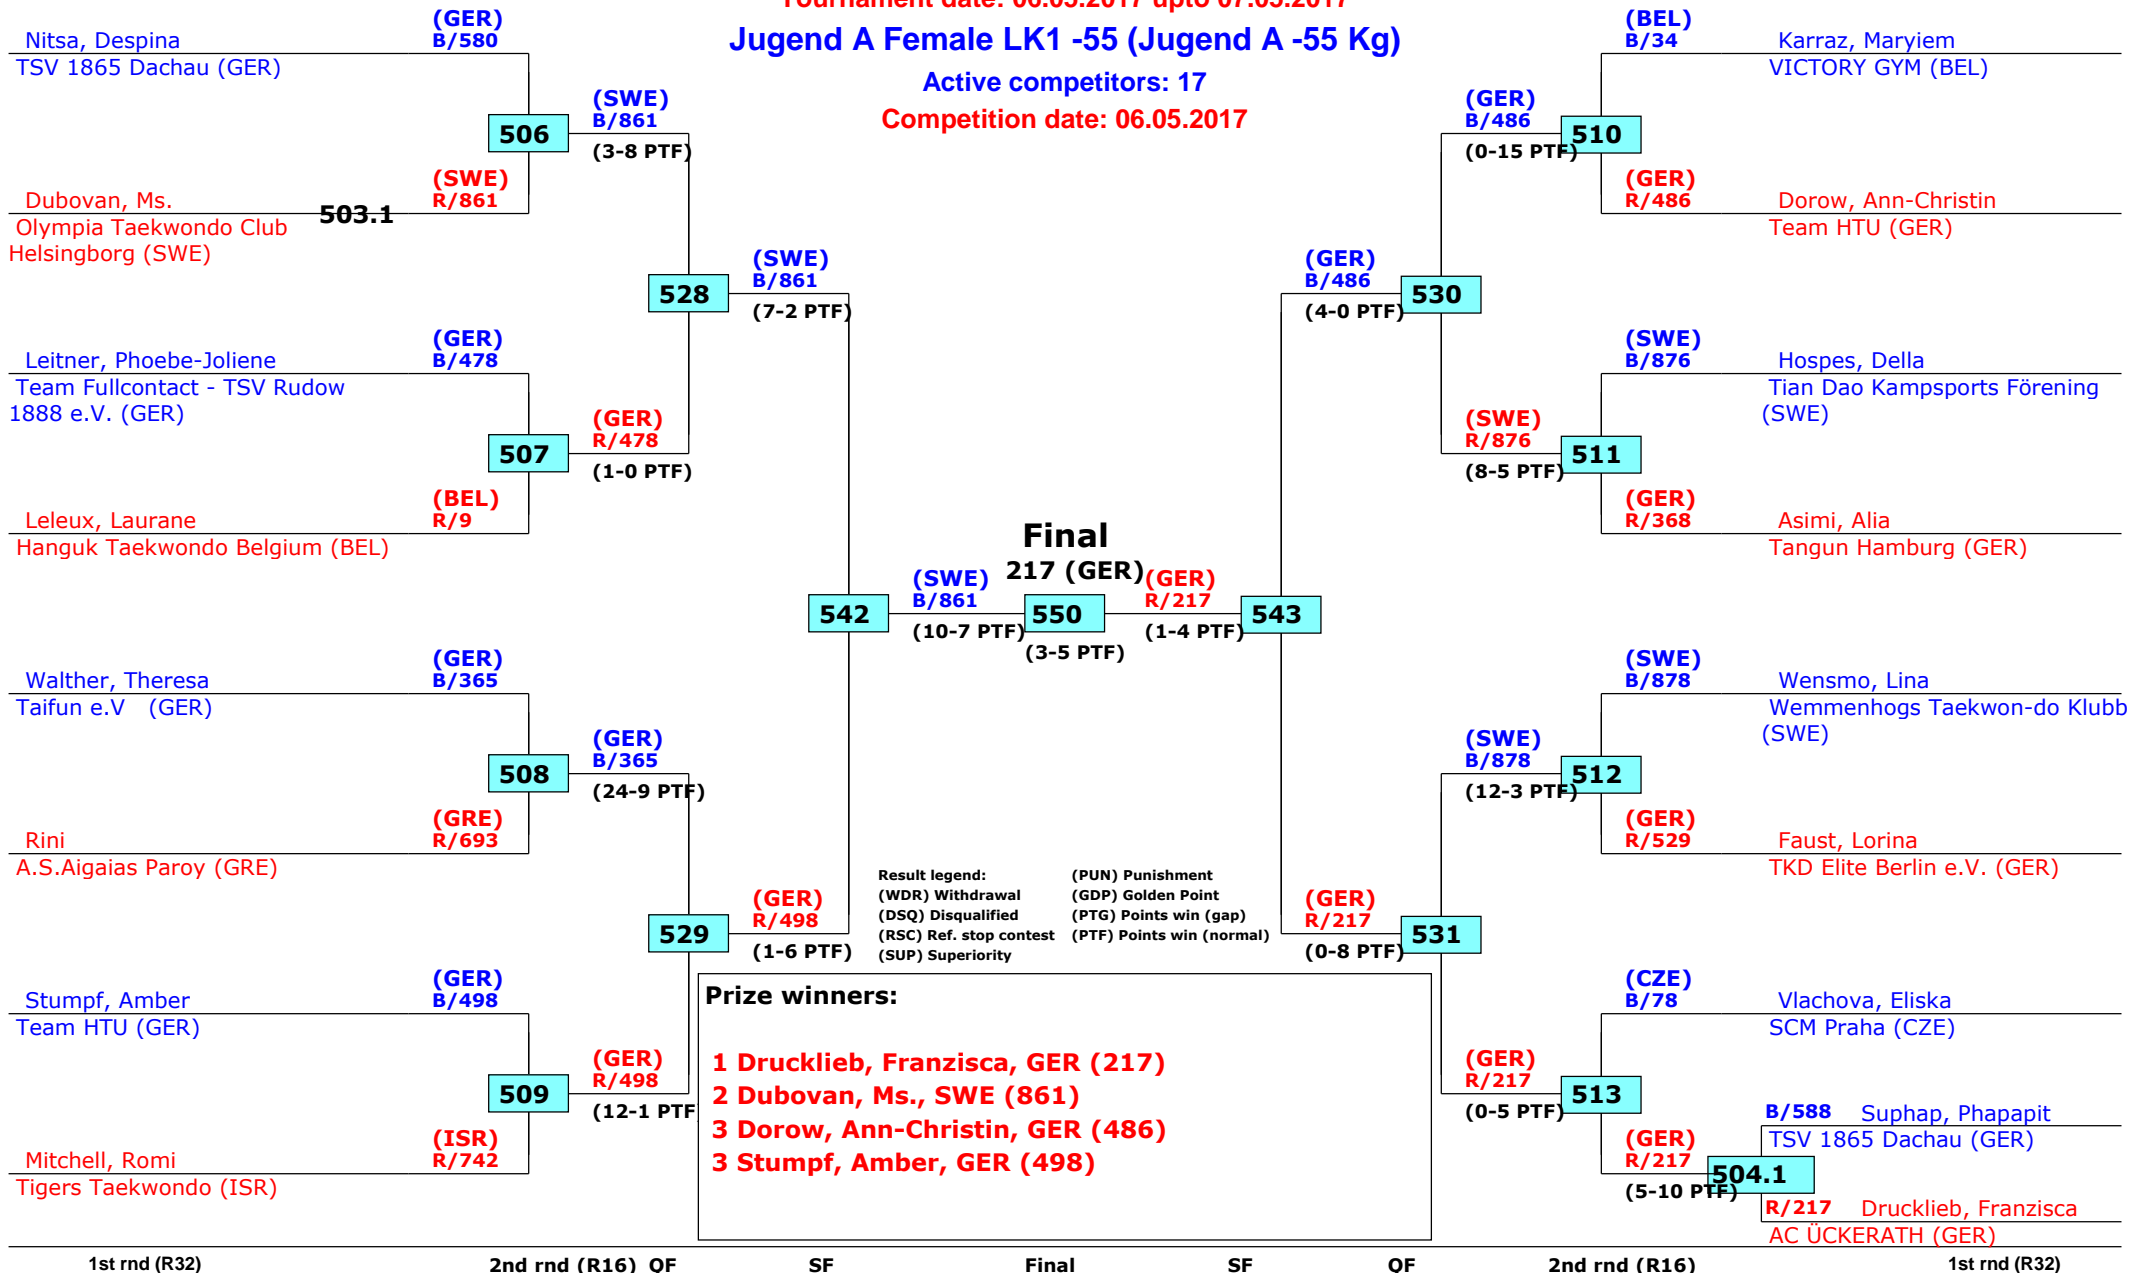 Tournament date: 06.05.2017 upto 07.05.2017
Jugend A Female LK1 -55 (Jugend A -55 Kg)
Active competitors: 17
Competition date: 06.05.2017
(GER)
Nitsa, Despina B/580
TSV 1865 Dachau (GER)
506
(SWE)
Dubovan, Ms. R/861
503.1
Olympia Taekwondo Club
Helsingborg (SWE)
(SWE)
B/861
(3-8 PTF)
528
(SWE)
B/861
(7-2 PTF)
(GER)
Leitner, Phoebe-Joliene B/478
Team Fullcontact - TSV Rudow
1888 e.V. (GER)
507
(GER)
R/478
(1-0 PTF)
(BEL)
Leleux, Laurane R/9
Hanguk Taekwondo Belgium (BEL)
542
(SWE)
B/861
(10-7 PTF)
(GER)
Walther, Theresa B/365
Taifun e.V (GER)
508
(GER)
B/365
(24-9 PTF)
(GRE)
Rini R/693
A.S.Aigaias Paroy (GRE)
529
(GER)
R/498
(1-6 PTF)
(GER)
Stumpf, Amber B/498
Team HTU (GER)
509
(GER)
R/498
(12-1 PTF
(ISR)
Mitchell, Romi R/742
Tigers Taekwondo (ISR)
Final
217 (GER)
550
(3-5 PTF)
(GER)
R/217
(1-4 PTF)
543
(BEL)
B/34 Karraz, Maryiem
VICTORY GYM (BEL)
(GER)
B/486
(0-15 PTF)
510
(GER)
R/486 Dorow, Ann-Christin
Team HTU (GER)
(GER)
B/486
(4-0 PTF)
530
(SWE)
B/876 Hospes, Della
Tian Dao Kampsports Förening
(SWE)
(SWE)
R/876
(8-5 PTF)
511
(GER)
R/368 Asimi, Alia
Tangun Hamburg (GER)
(SWE)
B/878 Wensmo, Lina
Wemmenhogs Taekwon-do Klubb
(SWE)
(SWE)
B/878
(12-3 PTF)
512
(GER)
R/529 Faust, Lorina
TKD Elite Berlin e.V. (GER)
(GER)
R/217
(0-8 PTF)
531
(CZE)
B/78 Vlachova, Eliska
SCM Praha (CZE)
(GER)
R/217
(0-5 PTF)
513
B/588 Suphap, Phapapit
TSV 1865 Dachau (GER)
(GER)
R/217
(5-10 PTF)
504.1
R/217 Drucklieb, Franzisca
AC ÜCKERATH (GER)
Result legend: (PUN) Punishment
(WDR) Withdrawal (GDP) Golden Point
(DSQ) Disqualified (PTG) Points win (gap)
(RSC) Ref. stop contest (PTF) Points win (normal)
(SUP) Superiority
Prize winners:
1 Drucklieb, Franzisca, GER (217)
2 Dubovan, Ms., SWE (861)
3 Dorow, Ann-Christin, GER (486)
3 Stumpf, Amber, GER (498)
1st rnd (R32) 2nd rnd (R16) QF SF Final SF QF 2nd rnd (R16) 1st rnd (R32)